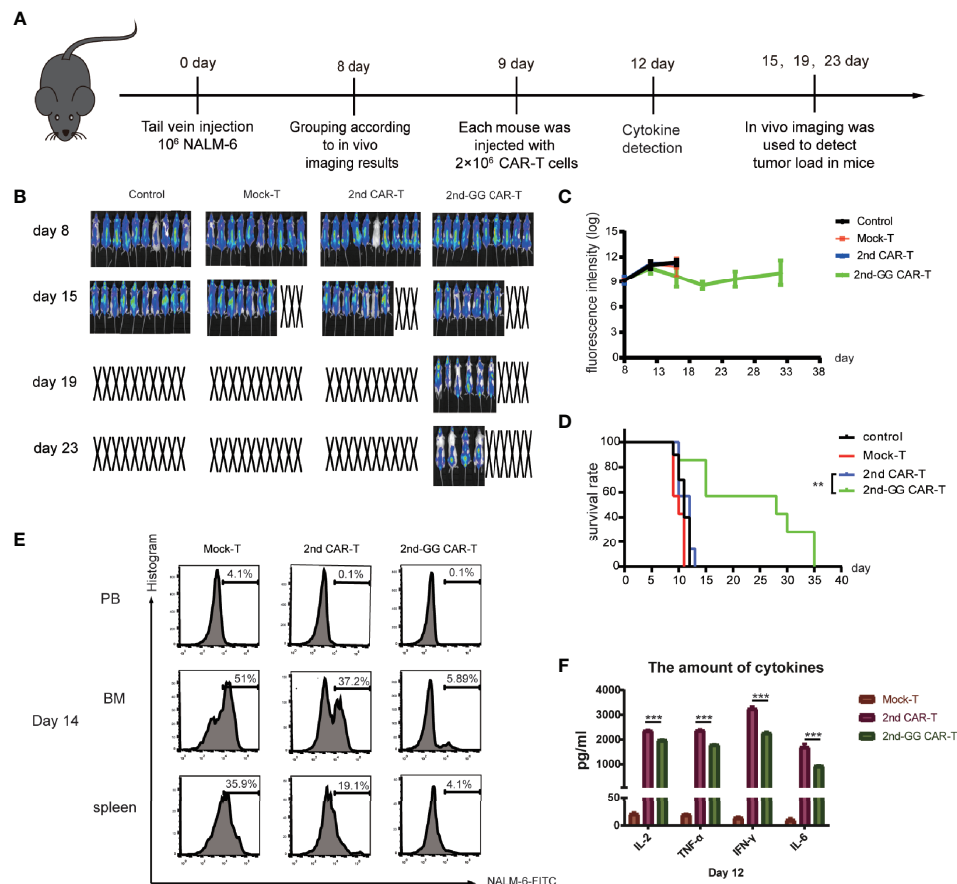 A
0 day
8 day
9 day
12 day
15, 19, 23 day
Tail vein injection
10⁶ NALM-6
Grouping according
to in vivo
imaging results
Each mouse was
injected with
2×10⁶ CAR-T cells
Cytokine
detection
In vivo imaging was
used to detect
tumor load in mice
B
Control
Mock-T
2nd CAR-T
2nd-GG CAR-T
day 8
day 15
day 19
day 23
C
Control
Mock-T
2nd CAR-T
2nd-GG CAR-T
fluorescence inieniity (log)
15
12
9
6
3
0
8
13
18
23
28
33
38
day
D
control
Mock-T
2nd CAR-T
2nd-GG CAR-T
**
survival rate
100
80
60
40
20
0
0
5
10
15
20
25
30
35
40
day
E
Histogram
Mock-T
2nd CAR-T
2nd-GG CAR-T
PB
4.1%
0.1%
0.1%
Day 14
BM
51%
37.2%
5.89%
spleen
35.9%
19.1%
4.1%
NALM-6-FITC
F
The amount of cytokines
pg/ml
4000
3000
2000
1000
50
0
***
***
***
***
IL-2
TNF-α
IFN-γ
IL-6
Day 12
Mock-T
2nd CAR-T
2nd-GG CAR-T